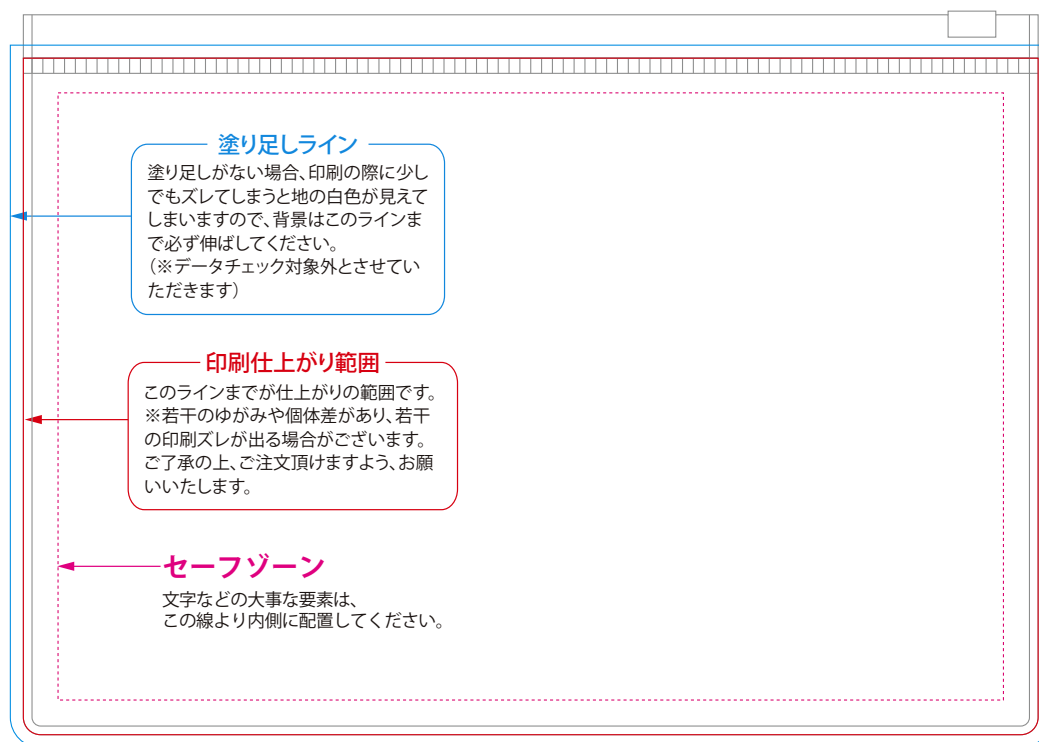 塗り足しライン
塗り足しがない場合、印刷の際に少し
でもズレてしまうと地の白色が見えて
しまいますので、背景はこのラインま
で必ず伸ばしてください。
（※データチェック対象外とさせてい
ただきます）
印刷仕上がり範囲
このラインまでが仕上がりの範囲です。
※若干のゆがみや個体差があり、若干
の印刷ズレが出る場合がございます。
ご了承の上、ご注文頂けますよう、お願
いいたします。
セーフゾーン
文字などの大事な要素は、
この線より内側に配置してください。